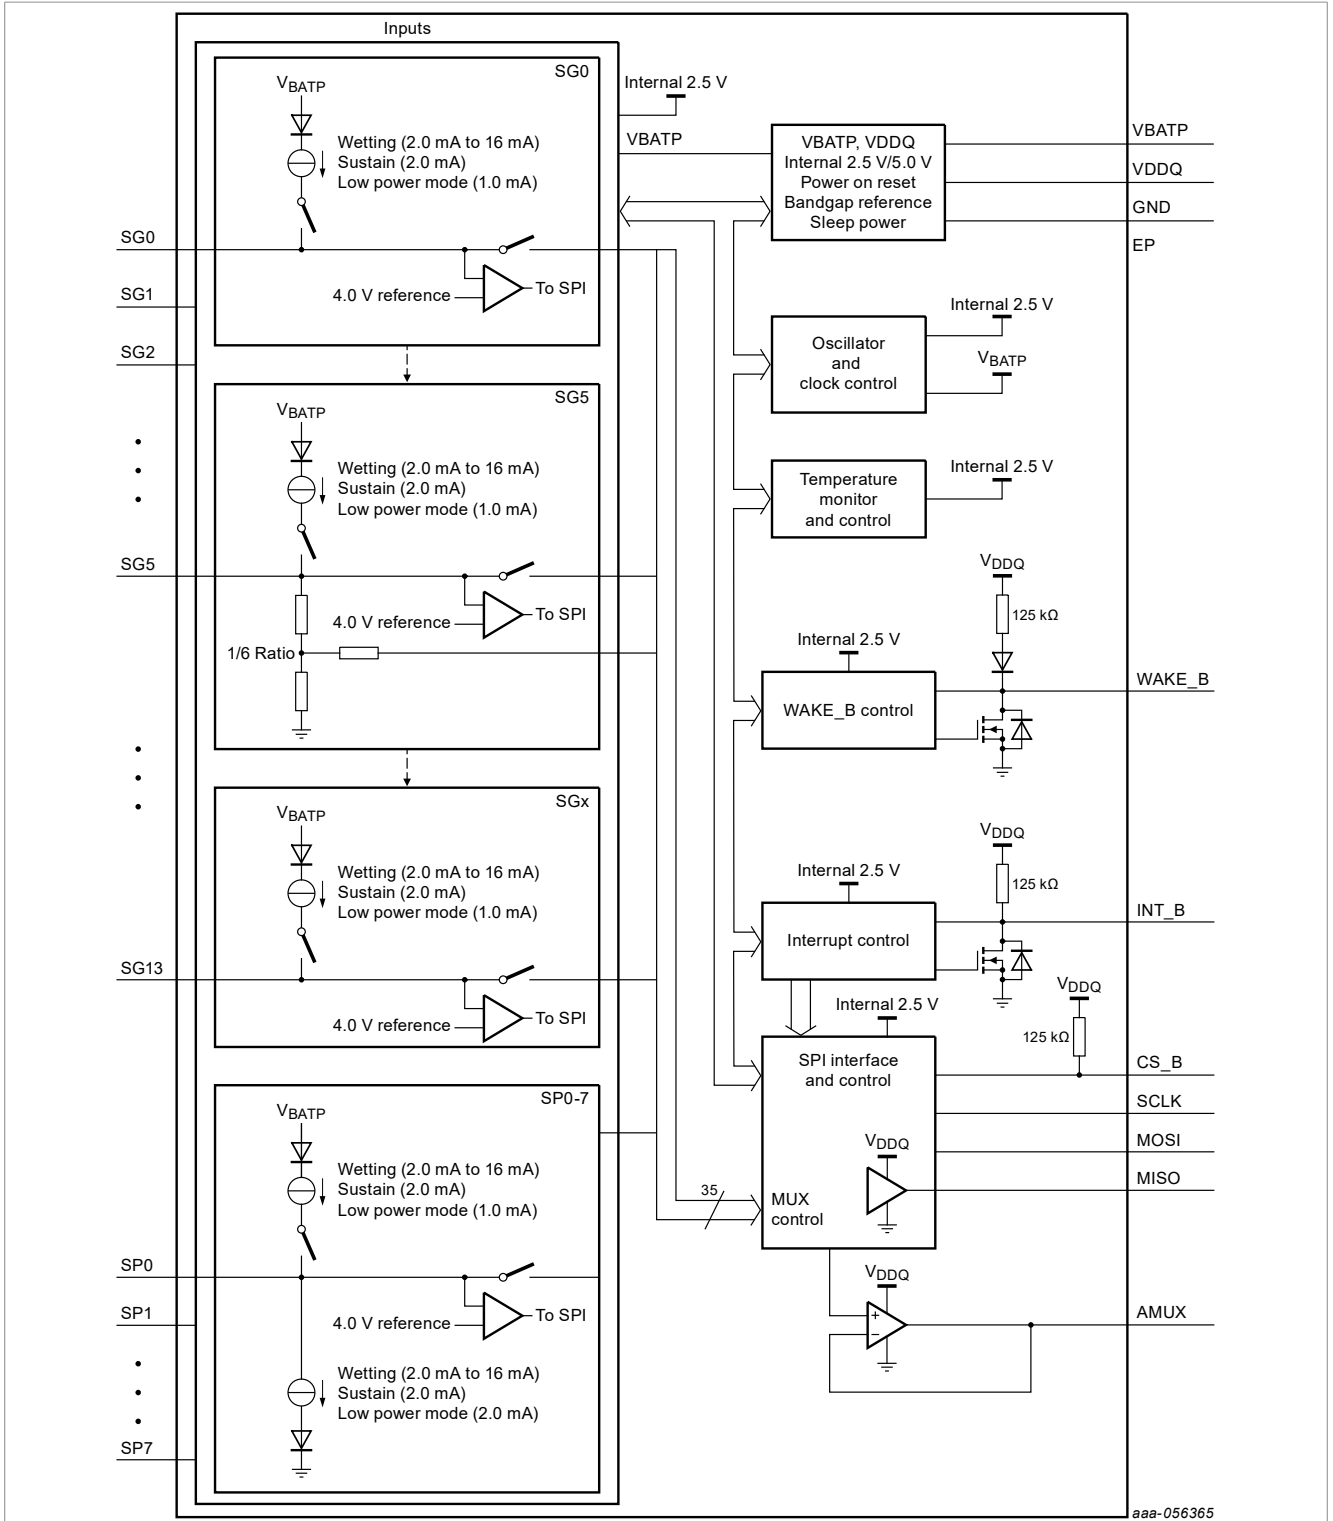 Inputs
SG0
VBATP
Wetting (2.0 mA to 16 mA)
Sustain (2.0 mA)
Low power mode (1.0 mA)
SG0
4.0 V reference
To SPI
SG1
SG2
SG5
VBATP
Wetting (2.0 mA to 16 mA)
Sustain (2.0 mA)
Low power mode (1.0 mA)
SG5
4.0 V reference
To SPI
1/6 Ratio
SGx
VBATP
Wetting (2.0 mA to 16 mA)
Sustain (2.0 mA)
Low power mode (1.0 mA)
SG13
4.0 V reference
To SPI
SP0-7
VBATP
Wetting (2.0 mA to 16 mA)
Sustain (2.0 mA)
Low power mode (1.0 mA)
SP0
SP1
4.0 V reference
To SPI
Wetting (2.0 mA to 16 mA)
Sustain (2.0 mA)
Low power mode (2.0 mA)
SP7
Internal 2.5 V
VBATP
VBATP, VDDQ
Internal 2.5 V/5.0 V
Power on reset
Bandgap reference
Sleep power
VBATP
VDDQ
GND
EP
Oscillator
and
clock control
Internal 2.5 V
VBATP
Temperature
monitor
and control
Internal 2.5 V
VDDQ
125 kΩ
Internal 2.5 V
WAKE_B control
WAKE_B
VDDQ
125 kΩ
Internal 2.5 V
Interrupt control
INT_B
VDDQ
125 kΩ
Internal 2.5 V
SPI interface
and control
CS_B
SCLK
MOSI
MISO
VDDQ
35
MUX
control
VDDQ
+
−
AMUX
aaa-056365